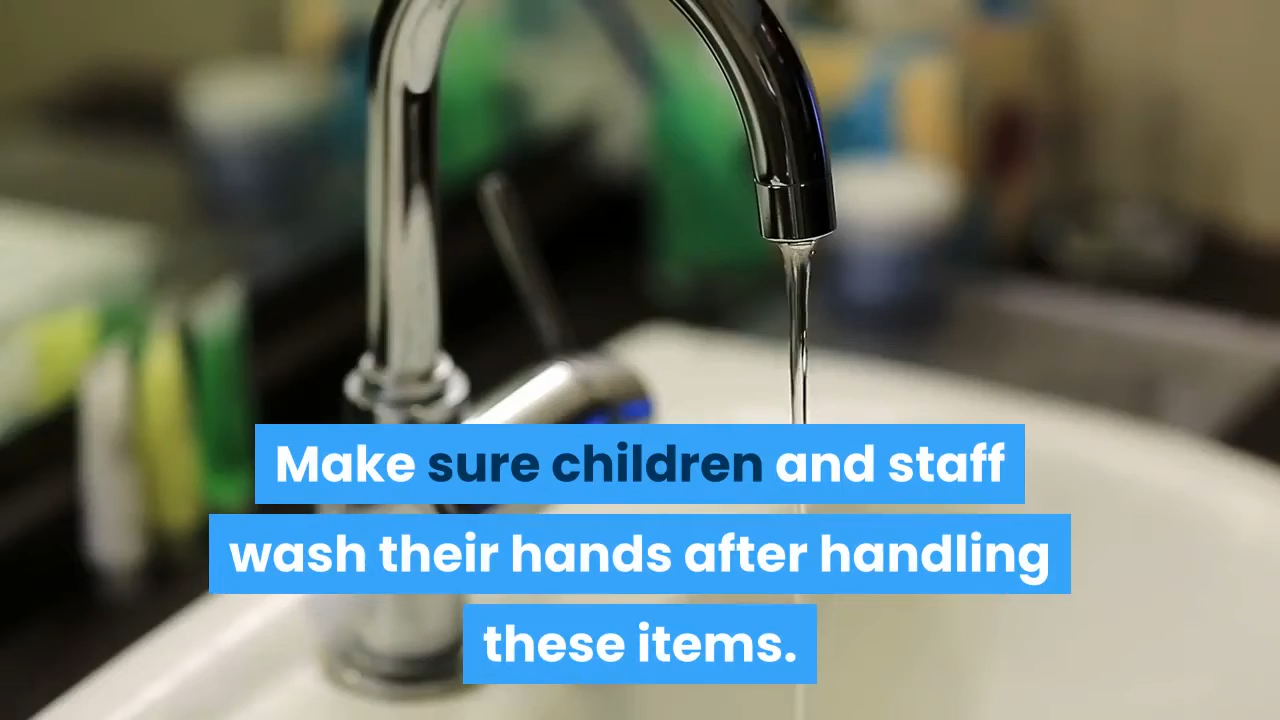 Make sure children and staff
wash their hands after handling
these items.